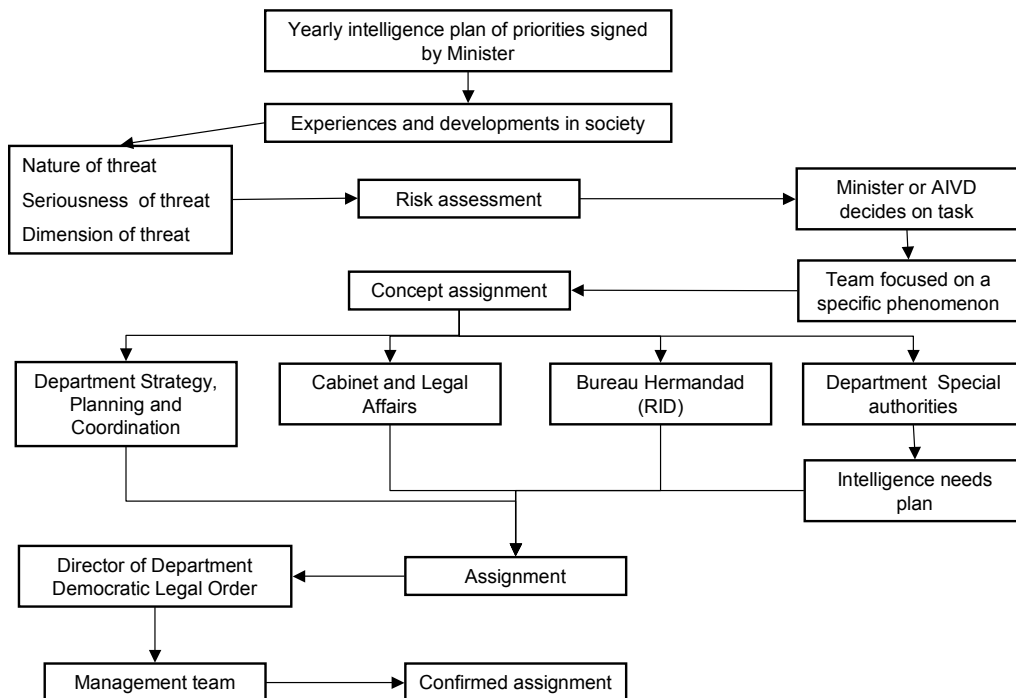 Yearly intelligence plan of priorities signed
by Minister
Experiences and developments in society
Nature of threat
Seriousness of threat
Dimension of threat
Risk assessment
Minister or AIVD
decides on task
Team focused on a
specific phenomenon
Concept assignment
Department Strategy,
Planning and
Coordination
Cabinet and Legal
Affairs
Bureau Hermandad
(RID)
Department Special
authorities
Intelligence needs
plan
Assignment
Director of Department
Democratic Legal Order
Management team
Confirmed assignment